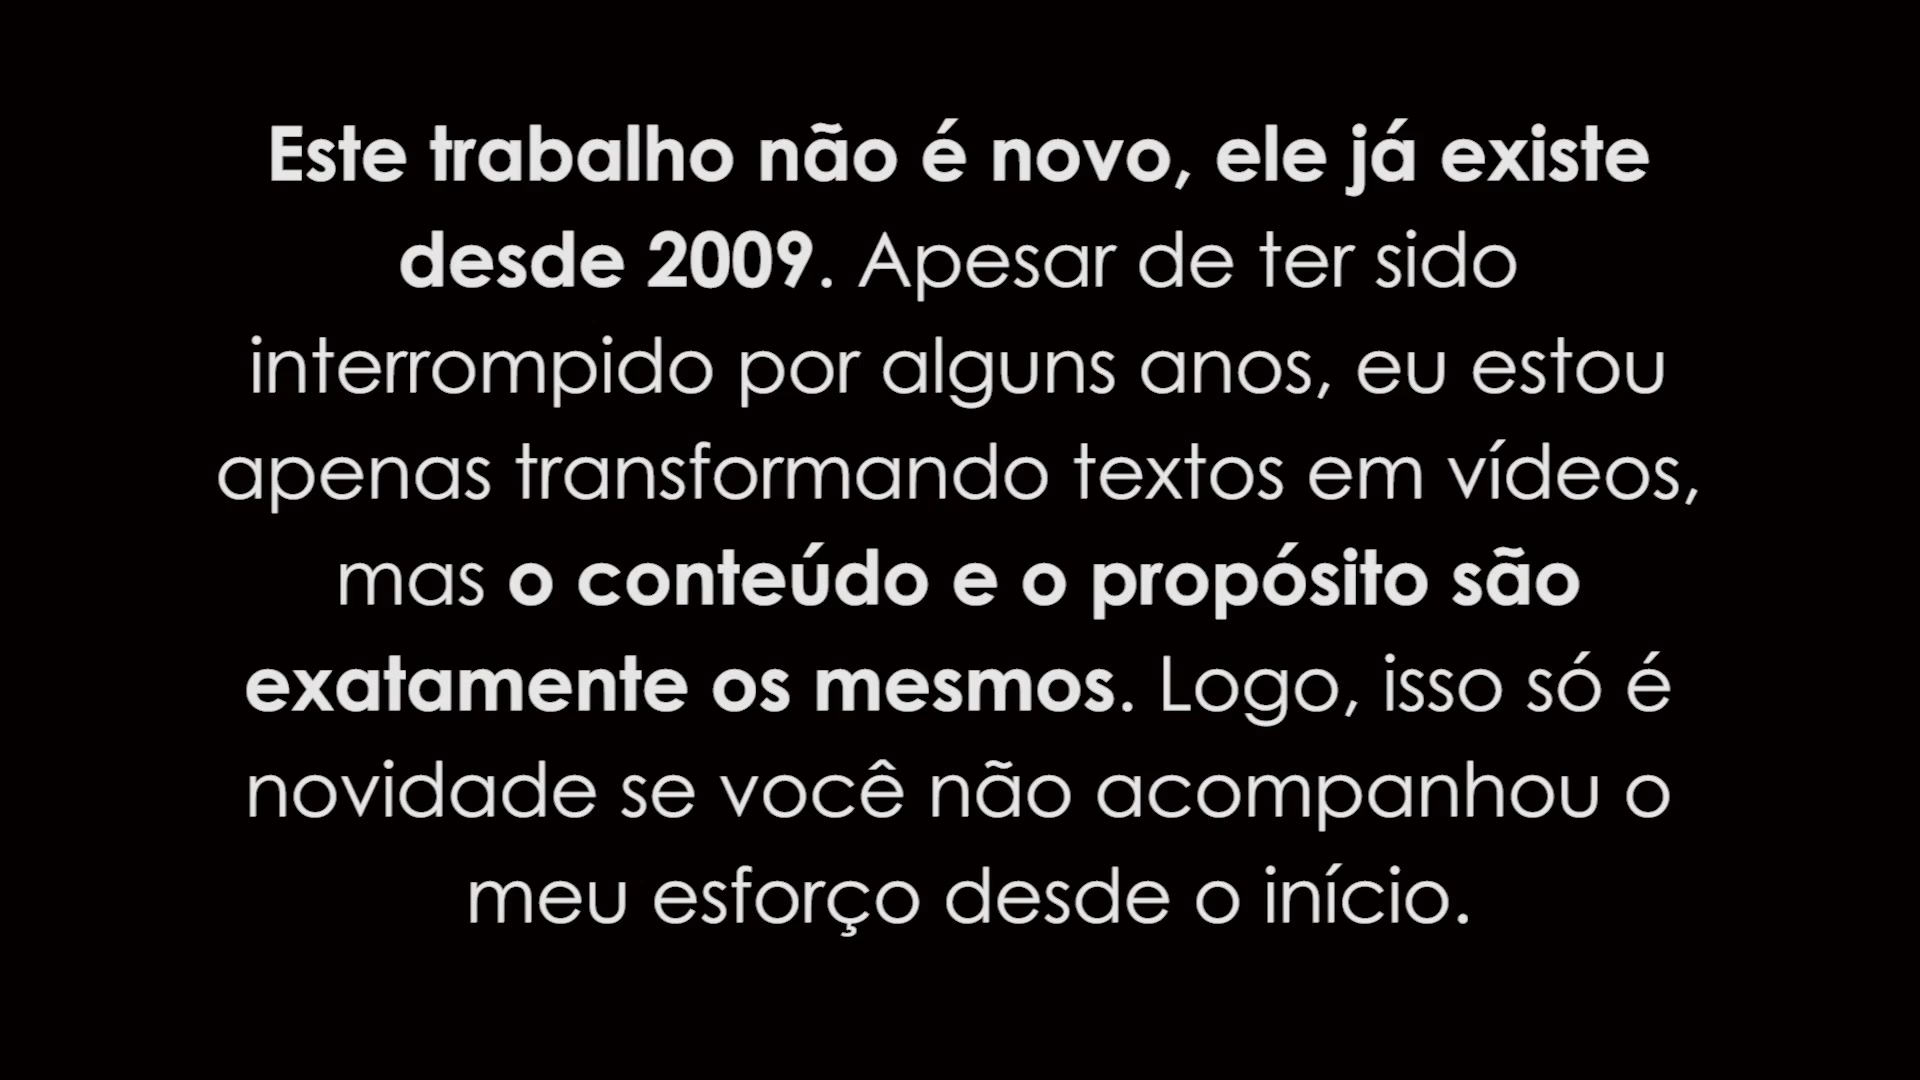 Este trabalho não é novo, ele já existe
desde 2009. Apesar de ter sido
interrompido por alguns anos, eu estou
apenas transformando textos em vídeos,
mas o conteúdo e o propósito são
exatamente os mesmos. Logo, isso só é
novidade se você não acompanhou o
meu esforço desde o início.